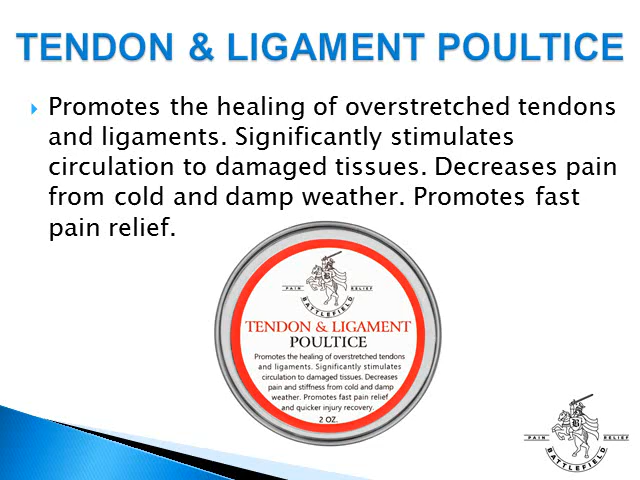 TENDON & LIGAMENT POULTICE
Promotes the healing of overstretched tendons
and ligaments. Significantly stimulates
circulation to damaged tissues. Decreases pain
from cold and damp weather. Promotes fast
pain relief.
PAIN RELIEF
BATTLEFIELD
TENDON & LIGAMENT
POULTICE
Promotes the healing of overstretched tendons
and ligaments. Significantly stimulates
circulation to damaged tissues. Decreases
pain and stiffness from cold and damp
weather. Promotes fast pain relief
and quicker injury recovery.
2 OZ.
B
PAIN RELIEF
BATTLEFIELD